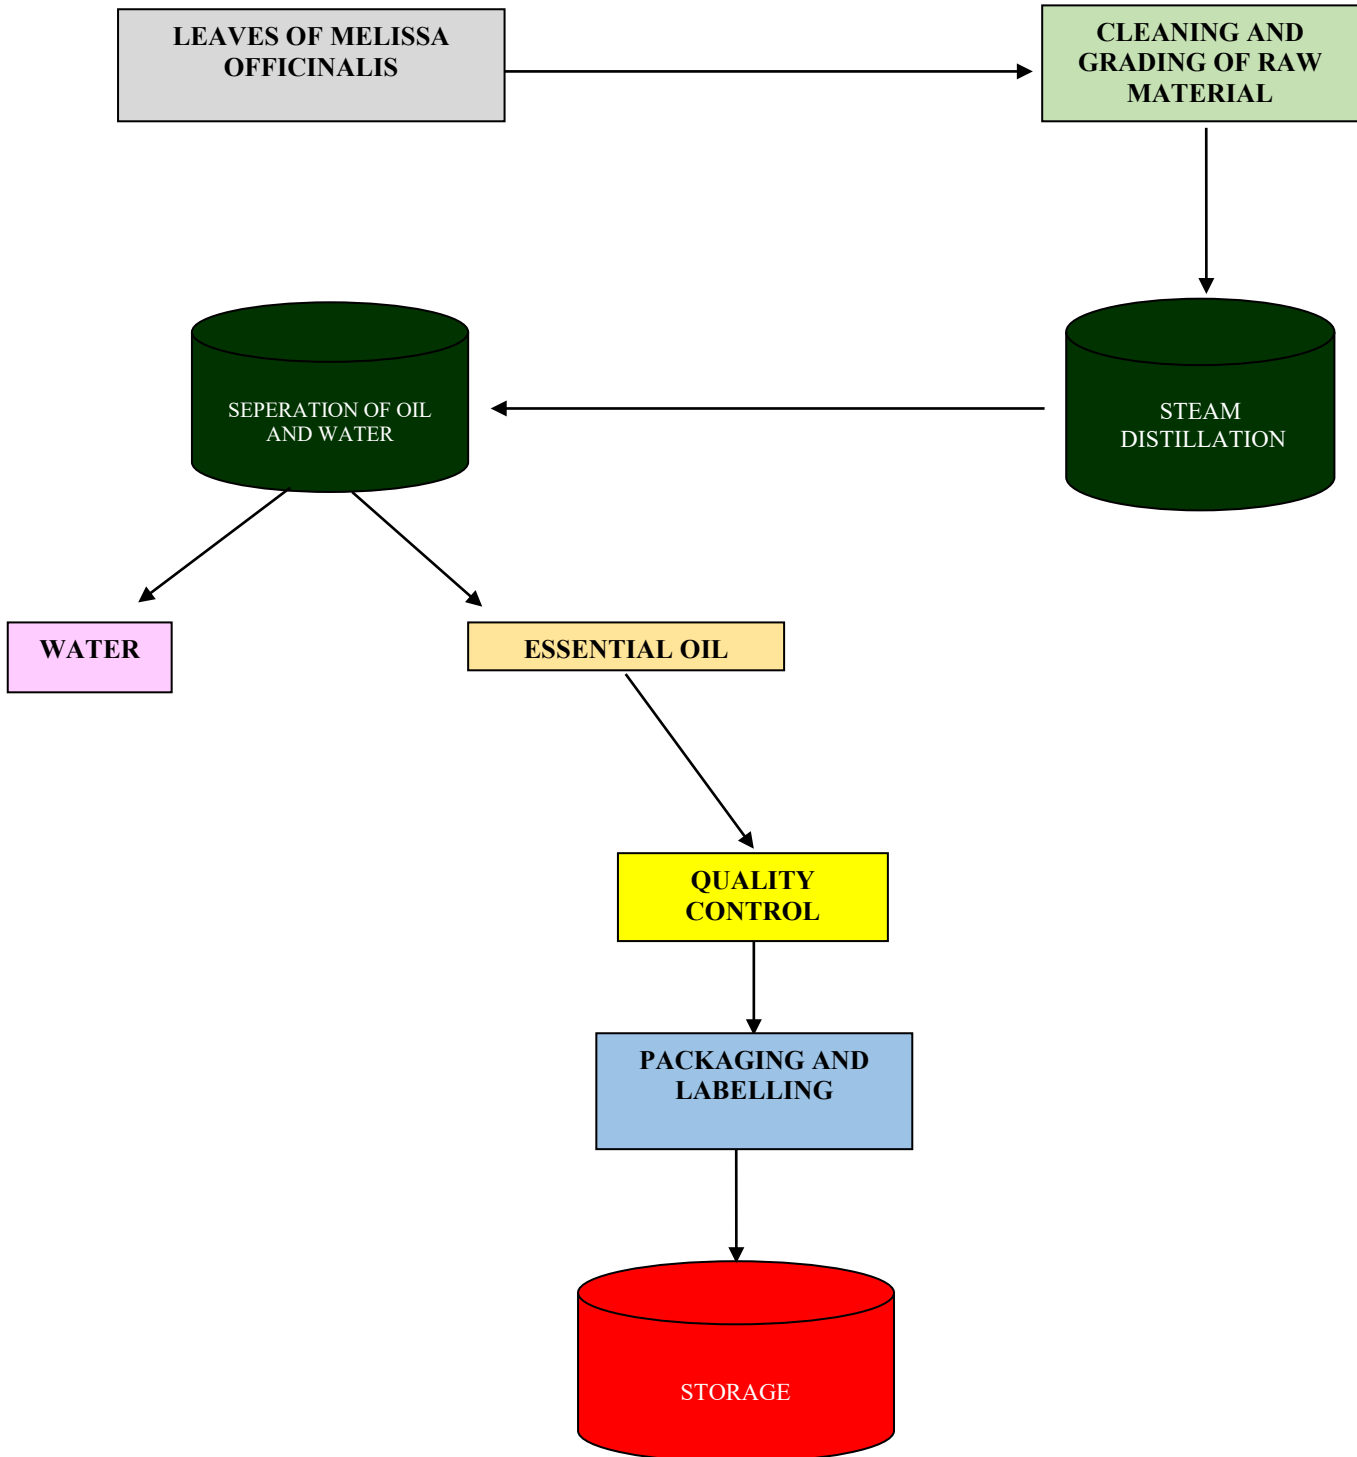 LEAVES OF MELISSA
OFFICINALIS
CLEANING AND
GRADING OF RAW
MATERIAL
STEAM
DISTILLATION
SEPERATION OF OIL
AND WATER
WATER
ESSENTIAL OIL
QUALITY
CONTROL
PACKAGING AND
LABELLING
STORAGE